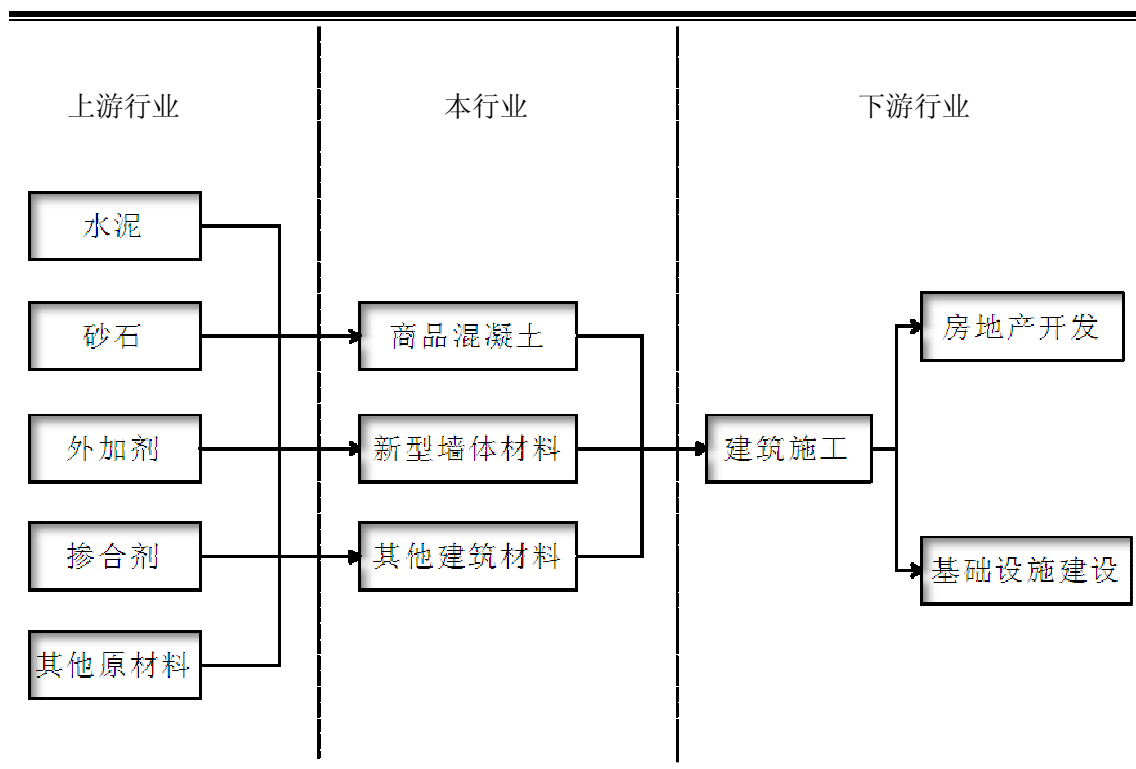 上游行业
本行业
下游行业
水泥
砂石
外加剂
掺合剂
其他原材料
商品混凝土
新型墙体材料
其他建筑材料
建筑施工
房地产开发
基础设施建设